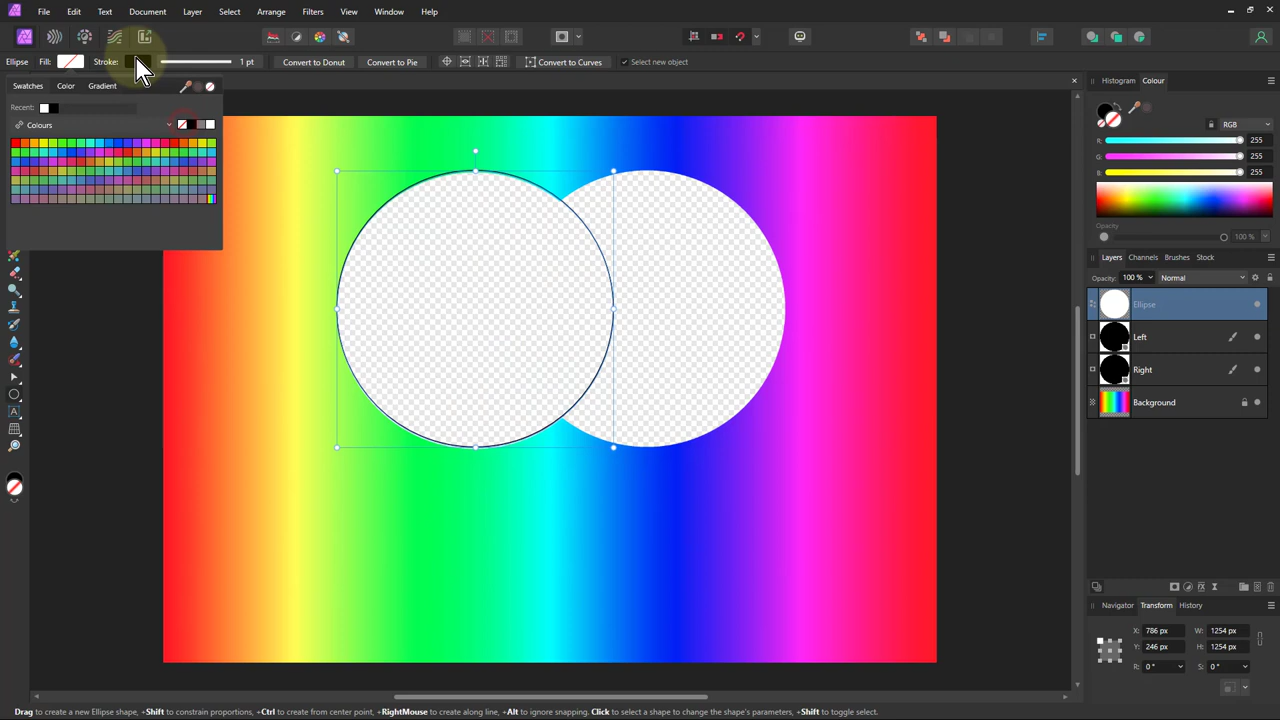 File Edit Text Document Layer Select Arrange Filters View Window Help
Ellipse Fill: Stroke: 1 pt Convert to Donut Convert to Pie Convert to Curves Select new object
Swatches Color Gradient
Recent:
Colours
Histogram Colour
RGB
R: 255
G: 255
B: 255
Opacity
100 %
Layers Channels Brushes Stock
Opacity: 100 % Normal
Ellipse
Left
Right
Background
Navigator Transform History
X: 786 px W: 1254 px
Y: 246 px H: 1254 px
R: 0 ° S: 0 °
Drag to create a new Ellipse shape, +Shift to constrain proportions, +Ctrl to create from center point, +RightMouse to create along line, +Alt to ignore snapping. Click to select a shape to change the shape's parameters, +Shift to toggle select.